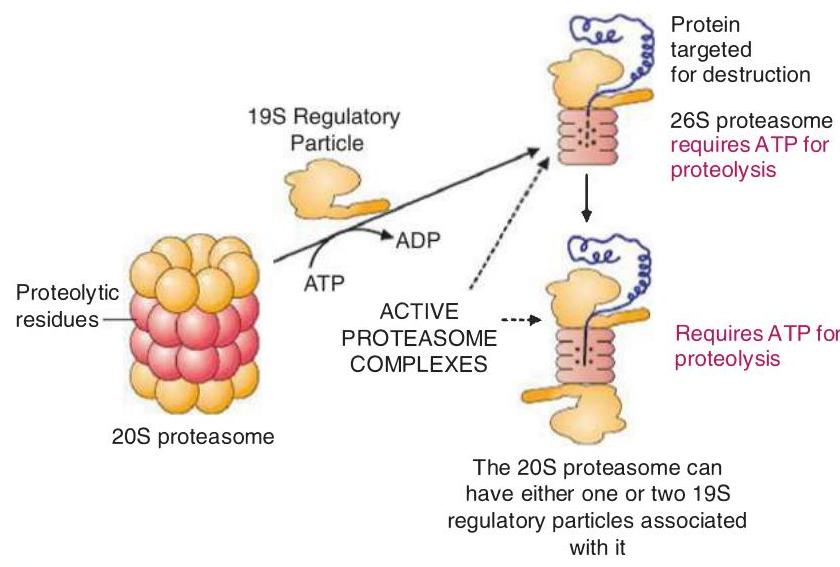 Protein
targeted
for destruction
26S proteasome
requires ATP for
proteolysis
19S Regulatory
Particle
ADP
ATP
Proteolytic
residues
ACTIVE
PROTEASOME
COMPLEXES
Requires ATP for
proteolysis
20S proteasome
The 20S proteasome can
have either one or two 19S
regulatory particles associated
with it